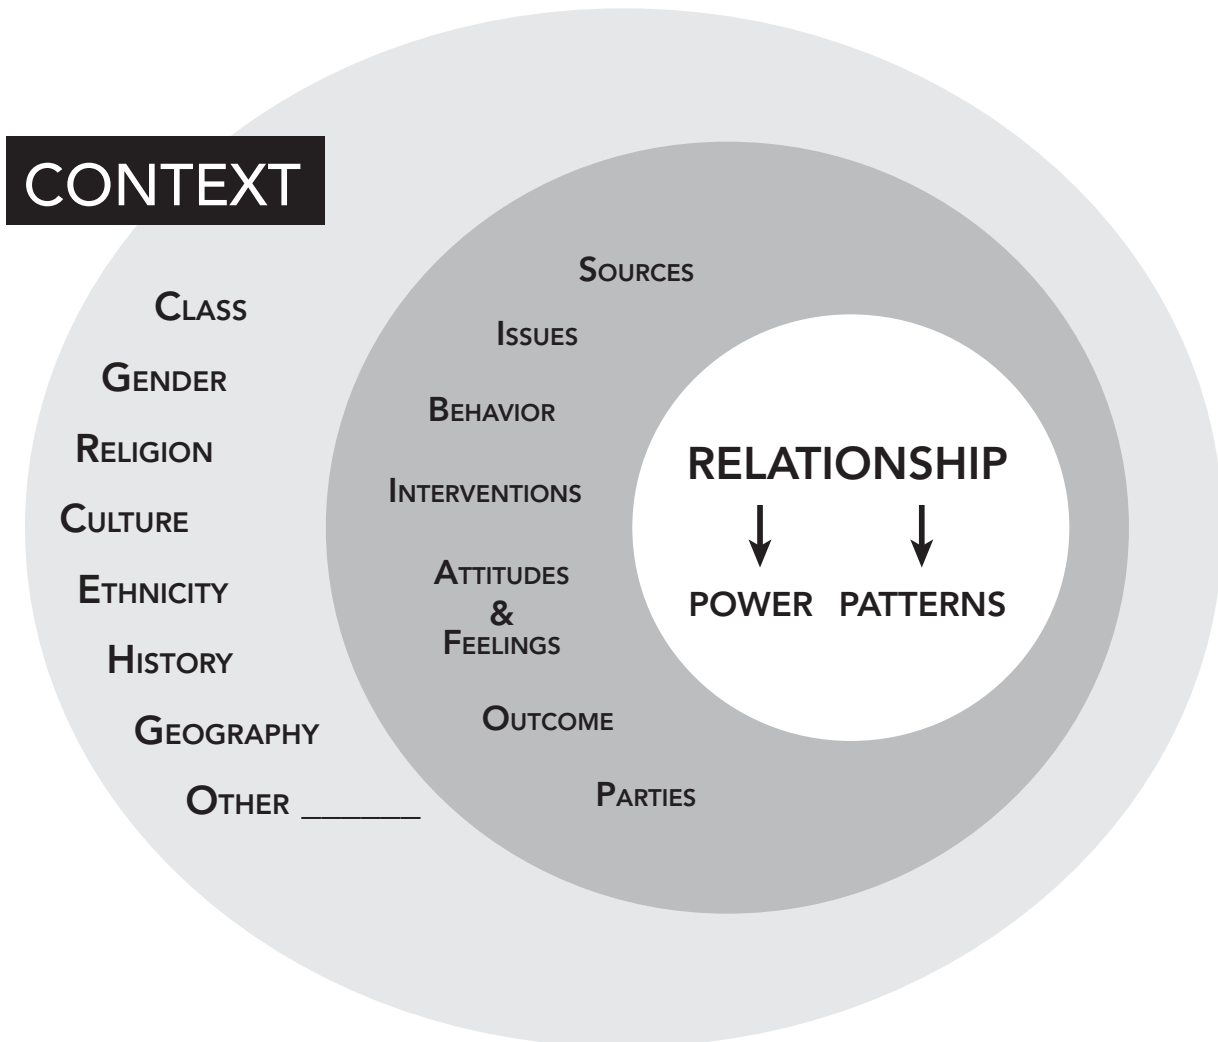 CONTEXT
CLASS
GENDER
RELIGION
CULTURE
ETHNICITY
HISTORY
GEOGRAPHY
OTHER ______
SOURCES
ISSUES
BEHAVIOR
INTERVENTIONS
ATTITUDES
&
FEELINGS
OUTCOME
PARTIES
RELATIONSHIP
POWER PATTERNS